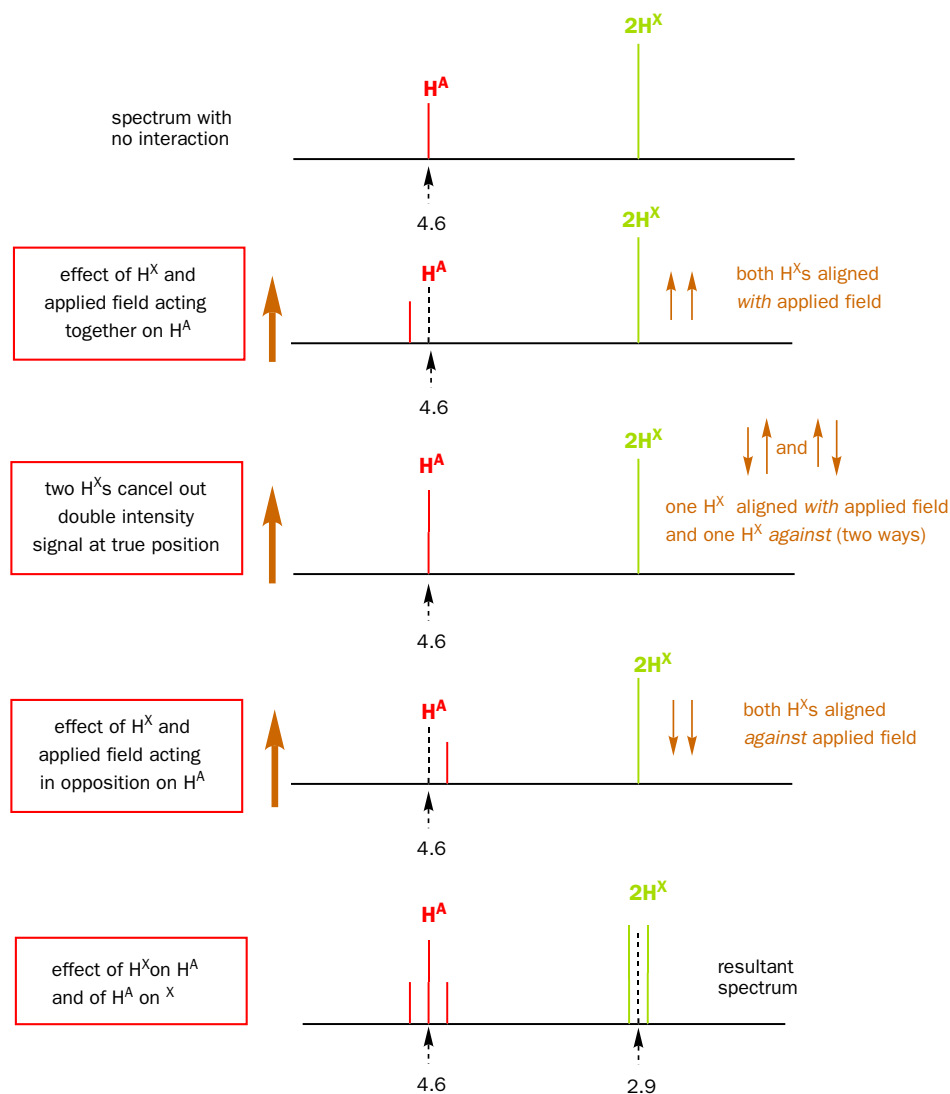 2Hˣ
Hᴬ
spectrum with
no interaction
4.6
2Hˣ
effect of Hˣ and
applied field acting
together on Hᴬ
Hᴬ
both Hˣs aligned
with applied field
4.6
2Hˣ
and
Hᴬ
two Hˣs cancel out
double intensity
signal at true position
one Hˣ aligned with applied field
and one Hˣ against (two ways)
4.6
2Hˣ
effect of Hˣ and
applied field acting
in opposition on Hᴬ
Hᴬ
both Hˣs aligned
against applied field
4.6
2Hˣ
Hᴬ
effect of Hˣon Hᴬ
and of Hᴬ on ˣ
resultant
spectrum
4.6
2.9